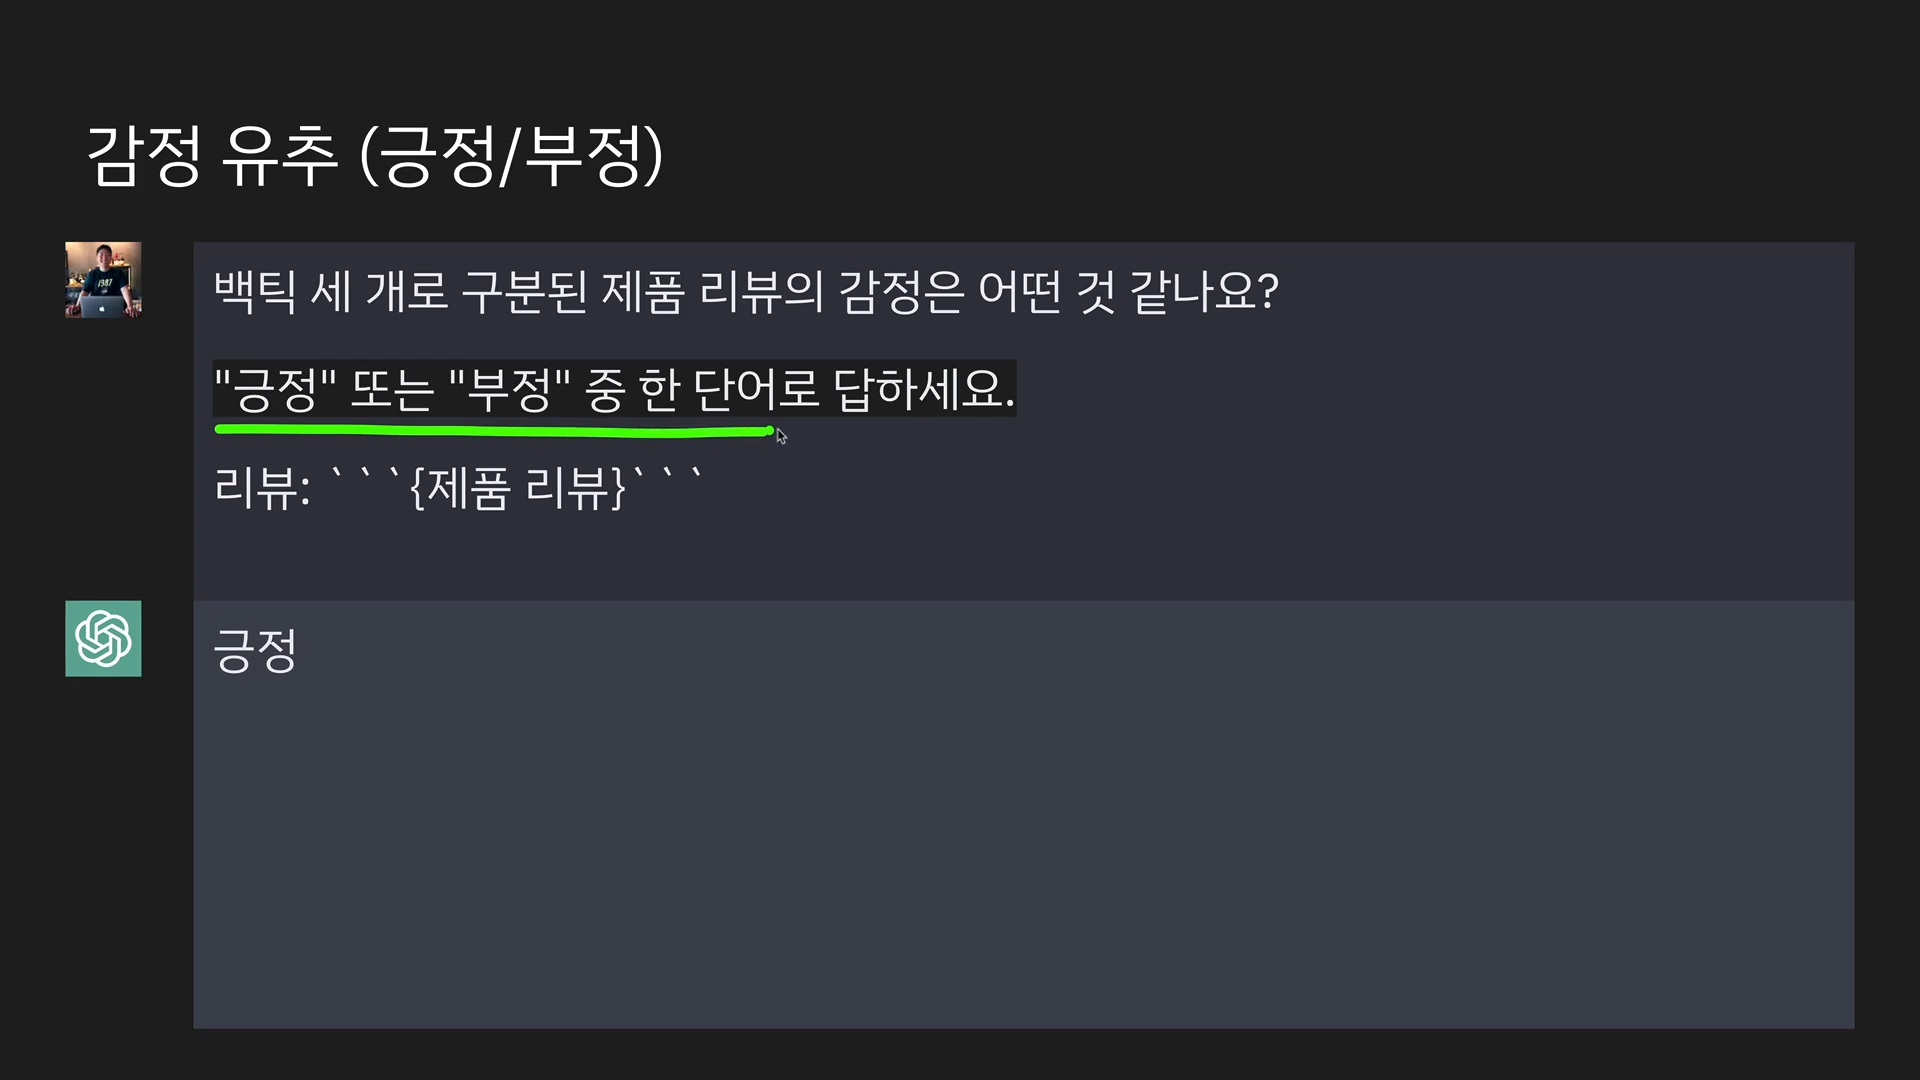 감정 유추 (긍정/부정)
백틱 세 개로 구분된 제품 리뷰의 감정은 어떤 것 같나요?
"긍정" 또는 "부정" 중 한 단어로 답하세요.
리뷰: ```{제품 리뷰}```
긍정